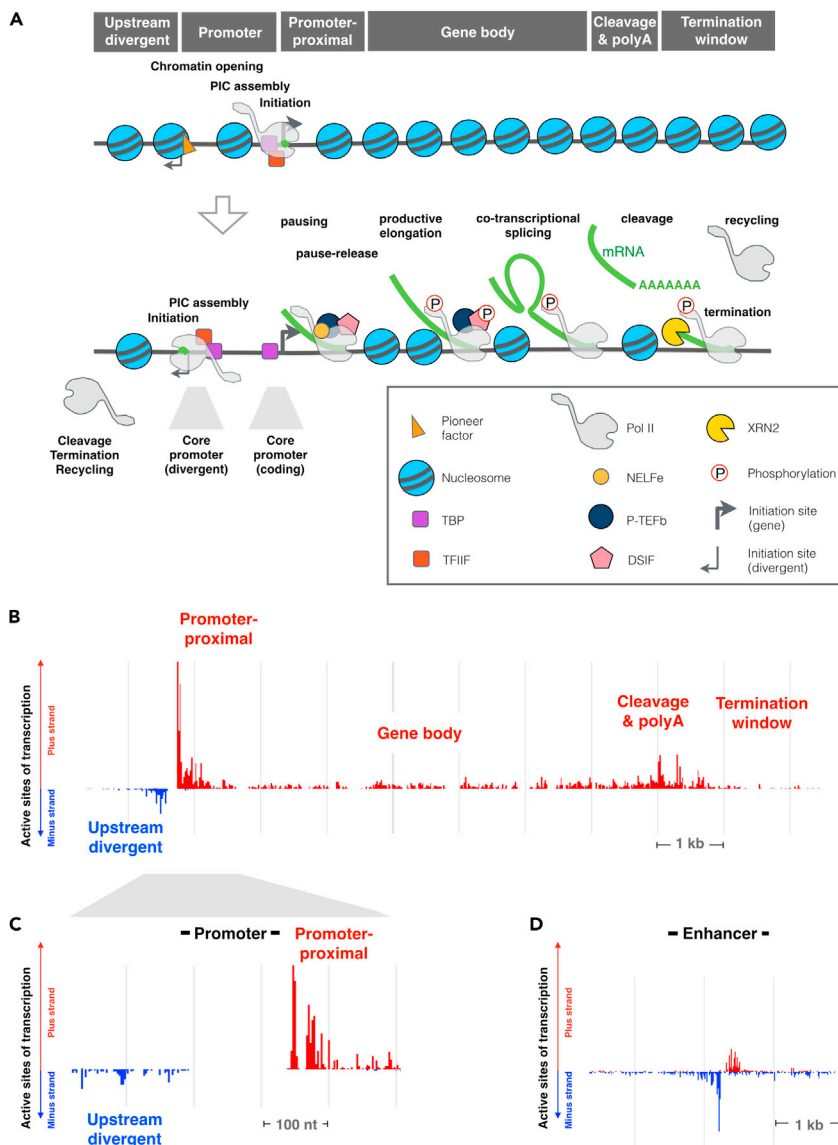 A
Upstream
divergent
Promoter
Promoter-
proximal
Gene body
Cleavage
& polyA
Termination
window
Chromatin opening
PIC assembly
Initiation
pausing
pause-release
productive
elongation
co-transcriptional
splicing
cleavage
recycling
mRNA
AAAAAAA
P
P
P
P
termination
PIC assembly
Initiation
Cleavage
Termination
Recycling
Core
promoter
(divergent)
Core
promoter
(coding)
Pioneer
factor
Pol II
XRN2
Nucleosome
NELFe
P
Phosphorylation
TBP
P-TEFb
Initiation site
(gene)
TFIIF
DSIF
Initiation site
(divergent)
B
Promoter-
proximal
Gene body
Cleavage
& polyA
Termination
window
Active sites of transcription
Plus strand
Minus strand
Upstream
divergent
1 kb
C
Promoter
Promoter-
proximal
Active sites of transcription
Plus strand
Minus strand
Upstream
divergent
100 nt
D
Enhancer
Active sites of transcription
Plus strand
Minus strand
1 kb